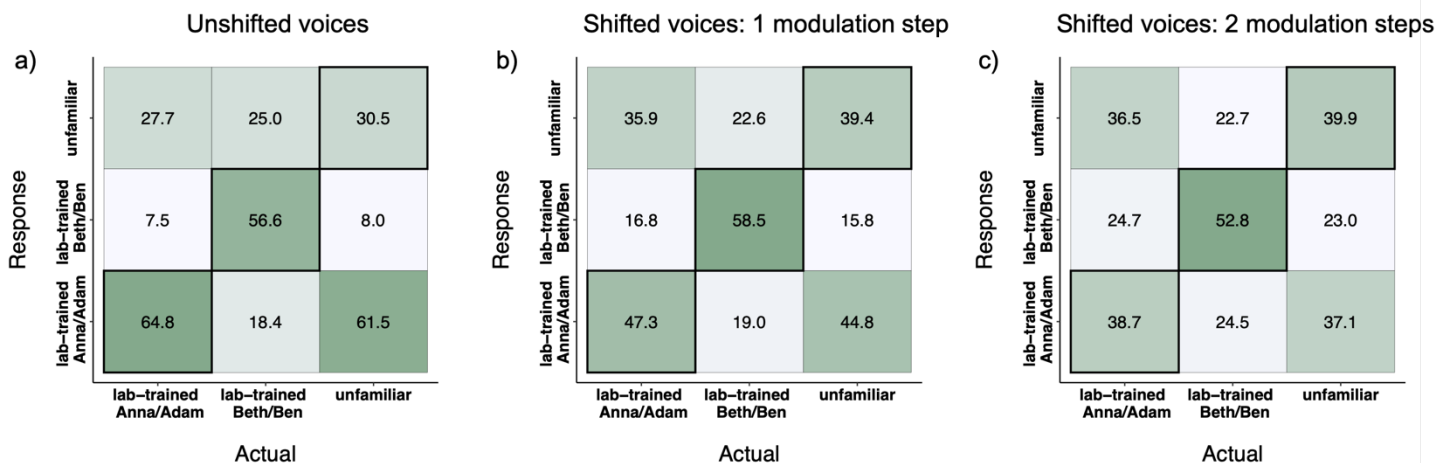 Unshifted voices
a)
Response
unfamiliar
lab–trained
Beth/Ben
lab–trained
Anna/Adam
27.7 25.0 30.5
7.5 56.6 8.0
64.8 18.4 61.5
lab–trained
Anna/Adam
lab–trained
Beth/Ben
unfamiliar
Actual
Shifted voices: 1 modulation step
b)
Response
unfamiliar
lab–trained
Beth/Ben
lab–trained
Anna/Adam
35.9 22.6 39.4
16.8 58.5 15.8
47.3 19.0 44.8
lab–trained
Anna/Adam
lab–trained
Beth/Ben
unfamiliar
Actual
Shifted voices: 2 modulation steps
c)
Response
unfamiliar
lab–trained
Beth/Ben
lab–trained
Anna/Adam
36.5 22.7 39.9
24.7 52.8 23.0
38.7 24.5 37.1
lab–trained
Anna/Adam
lab–trained
Beth/Ben
unfamiliar
Actual